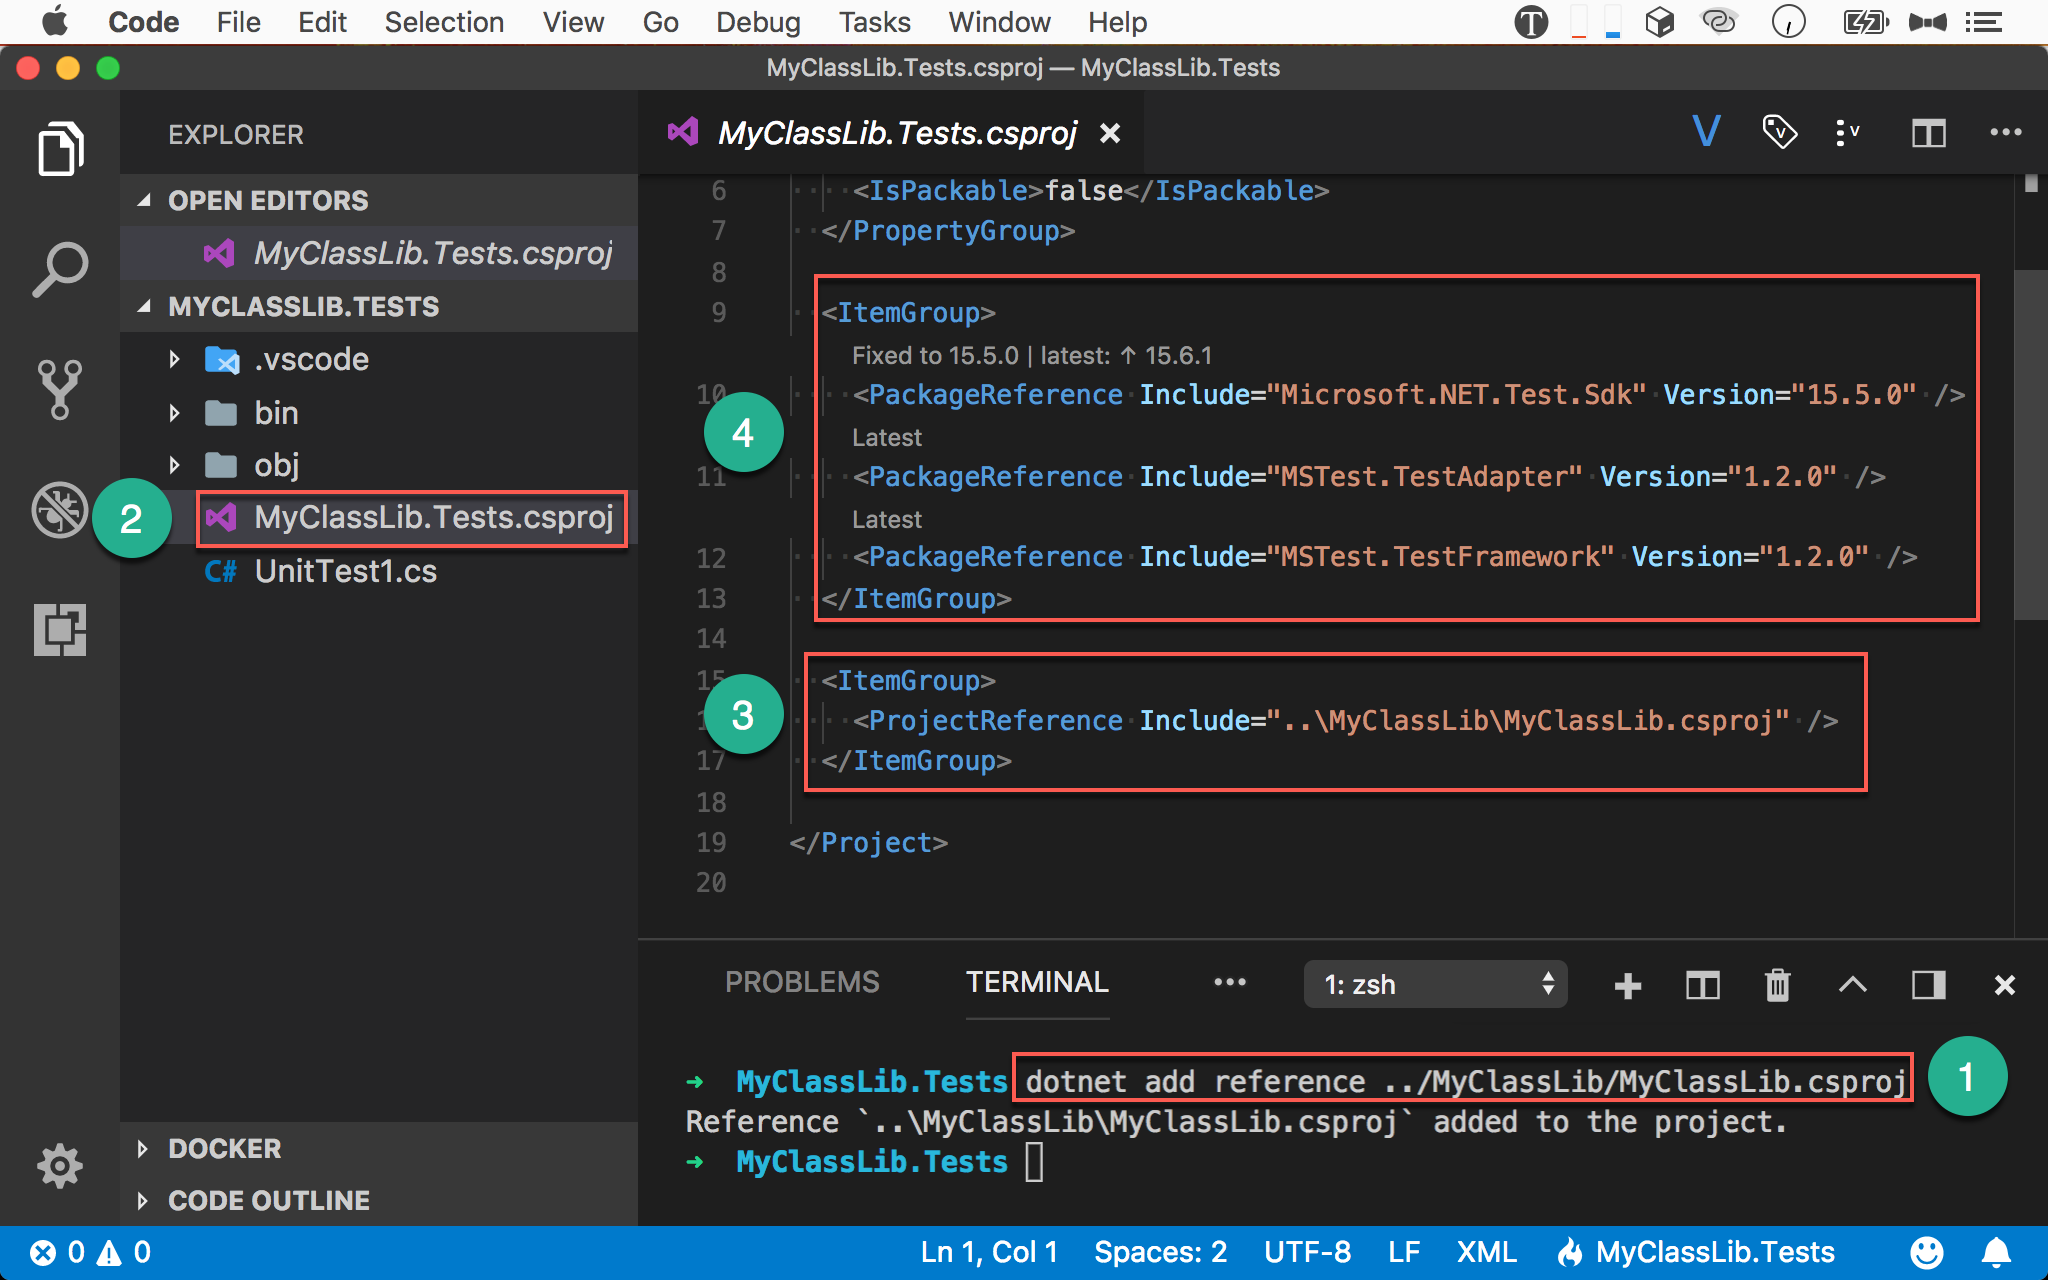 Code File Edit Selection View Go Debug Tasks Window Help
MyClassLib.Tests.csproj — MyClassLib.Tests
EXPLORER
OPEN EDITORS
MyClassLib.Tests.csproj
MYCLASSLIB.TESTS
.vscode
bin
obj
2
MyClassLib.Tests.csproj
C# UnitTest1.cs
DOCKER
CODE OUTLINE
MyClassLib.Tests.csproj
6 <IsPackable>false</IsPackable>
7 </PropertyGroup>
8
9 <ItemGroup>
Fixed to 15.5.0 | latest: ↑ 15.6.1
10 <PackageReference Include="Microsoft.NET.Test.Sdk" Version="15.5.0" />
4
Latest
11 <PackageReference Include="MSTest.TestAdapter" Version="1.2.0" />
Latest
12 <PackageReference Include="MSTest.TestFramework" Version="1.2.0" />
13 </ItemGroup>
14
15 <ItemGroup>
3
<ProjectReference Include="..\MyClassLib\MyClassLib.csproj" />
17 </ItemGroup>
18
19 </Project>
20
PROBLEMS TERMINAL ••• 1: zsh
➜ MyClassLib.Tests dotnet add reference ../MyClassLib/MyClassLib.csproj
1
Reference `..\MyClassLib\MyClassLib.csproj` added to the project.
➜ MyClassLib.Tests
0 0 Ln 1, Col 1 Spaces: 2 UTF-8 LF XML MyClassLib.Tests